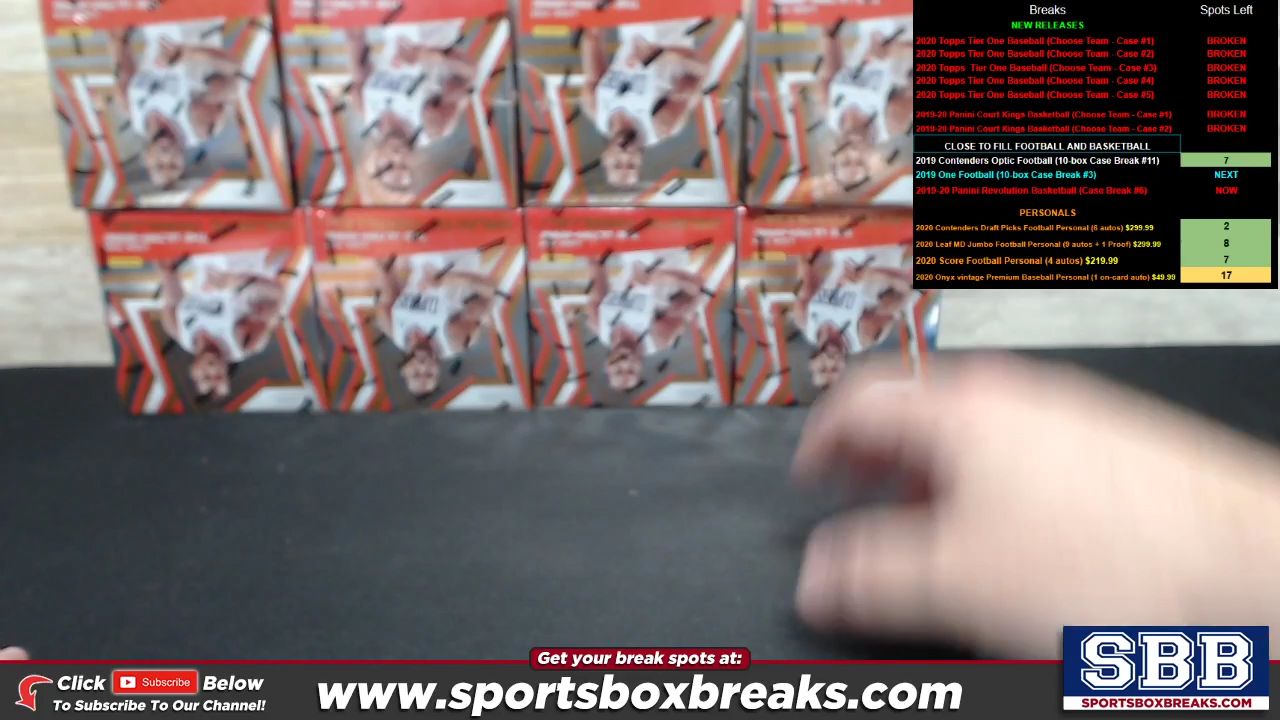 Breaks Spots Left
NEW RELEASES
2020 Topps Tier One Baseball (Choose Team - Case #1) BROKEN
2020 Topps Tier One Baseball (Choose Team - Case #2) BROKEN
2020 Topps Tier One Baseball (Choose Team - Case #3) BROKEN
2020 Topps Tier One Baseball (Choose Team - Case #4) BROKEN
2020 Topps Tier One Baseball (Choose Team - Case #5) BROKEN
2019-20 Panini Court Kings Basketball (Choose Team - Case #1) BROKEN
2019-20 Panini Court Kings Basketball (Choose Team - Case #2) BROKEN
CLOSE TO FILL FOOTBALL AND BASKETBALL
2019 Contenders Optic Football (10-box Case Break #11) 7
2019 One Football (10-box Case Break #3) NEXT
2019-20 Panini Revolution Basketball (Case Break #6) NOW
PERSONALS
2020 Contenders Draft Picks Football Personal (6 autos) $299.99 2
2020 Leaf MD Jumbo Football Personal (9 autos + 1 Proof) $299.99 8
2020 Score Football Personal (4 autos) $219.99 7
2020 Onyx vintage Premium Baseball Personal (1 on-card auto) $49.99 17
Get your break spots at:
Click Subscribe Below
To Subscribe To Our Channel!
www.sportsboxbreaks.com
SBB
SPORTSBOXBREAKS.COM